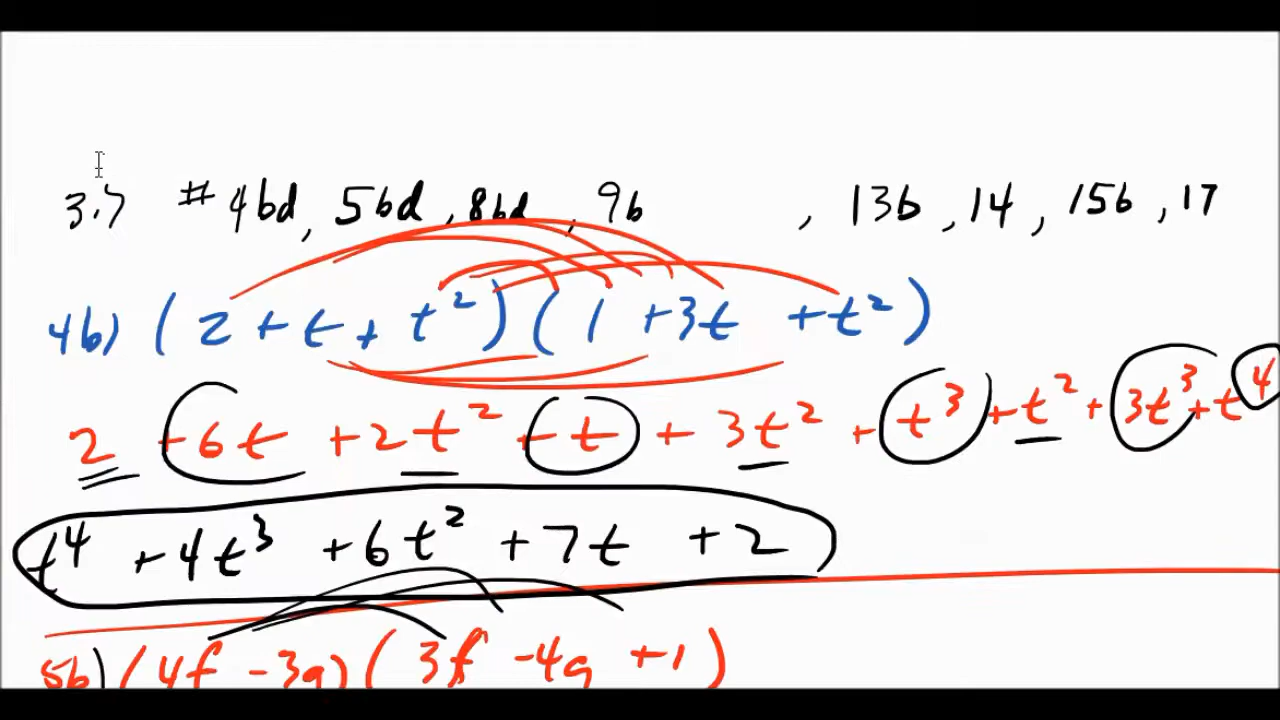 3.7 # 4bd, 5bd, 8bd, 9b , 13b, 14, 15b, 17
4b) (2 + t + t²)(1 + 3t + t²)
2 + 6t + 2t² + t + 3t² + t³ + t² + 3t³ + t⁴
t⁴ + 4t³ + 6t² + 7t + 2
5b) (4f - 3g)(3f - 4g + 1)